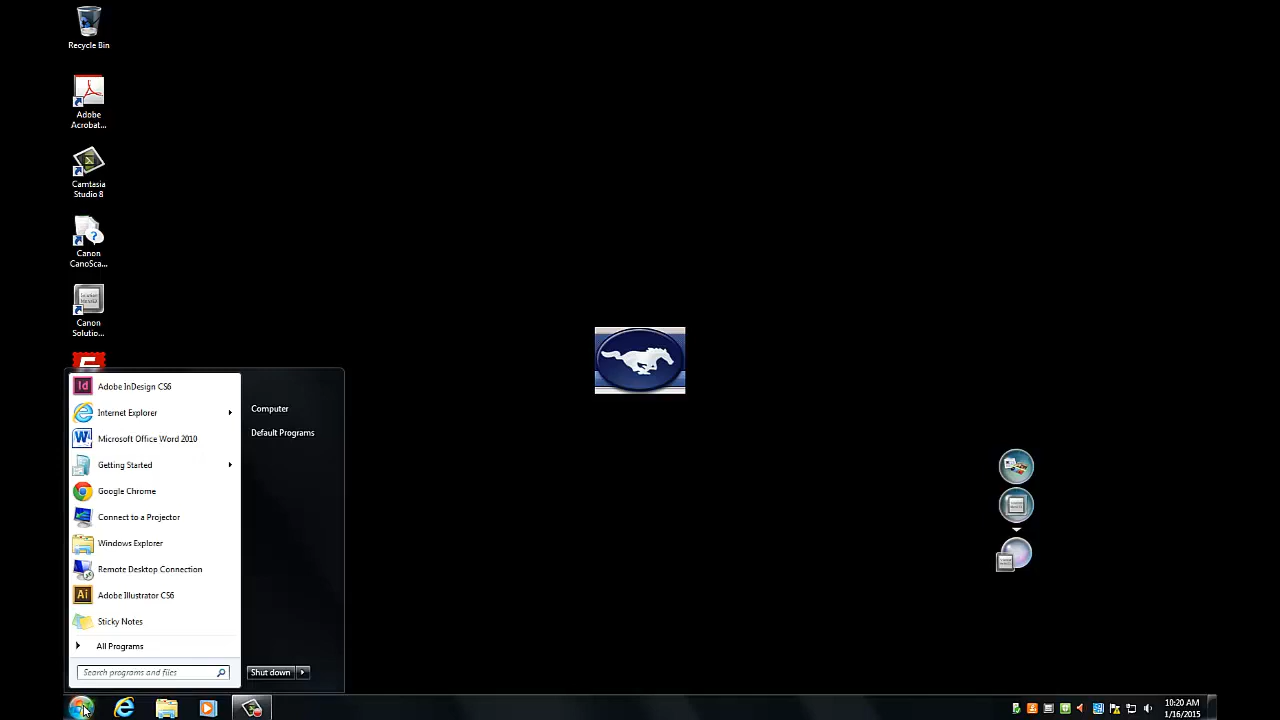 Recycle Bin
Adobe
Acrobat...
Camtasia
Studio 8
Canon
CanoSca...
Canon
Solutio...
Adobe InDesign CS6
Internet Explorer
Microsoft Office Word 2010
Getting Started
Google Chrome
Connect to a Projector
Windows Explorer
Remote Desktop Connection
Adobe Illustrator CS6
Sticky Notes
All Programs
Search programs and files
Computer
Default Programs
Shut down
10:20 AM
1/16/2015